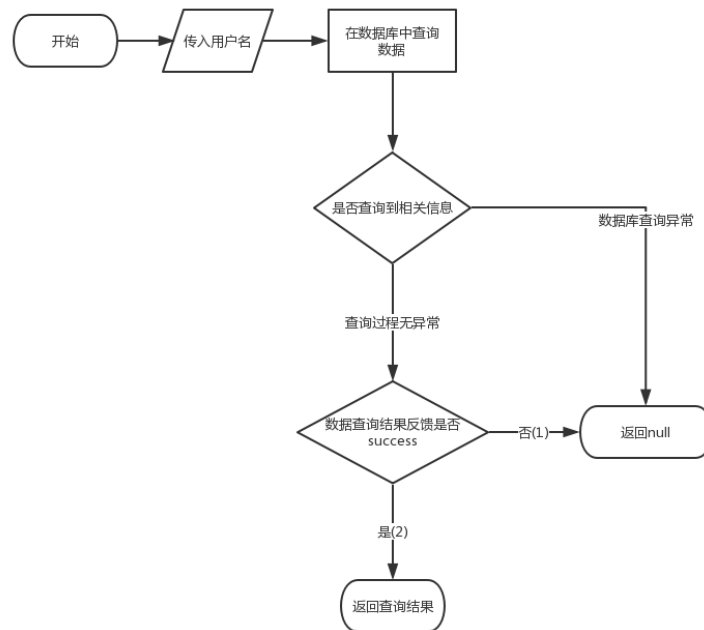 开始
传入用户名
在数据库中查询
数据
是否查询到相关信息
数据库查询异常
查询过程无异常
数据查询结果反馈是否
success
否(1)
返回null
是(2)
返回查询结果